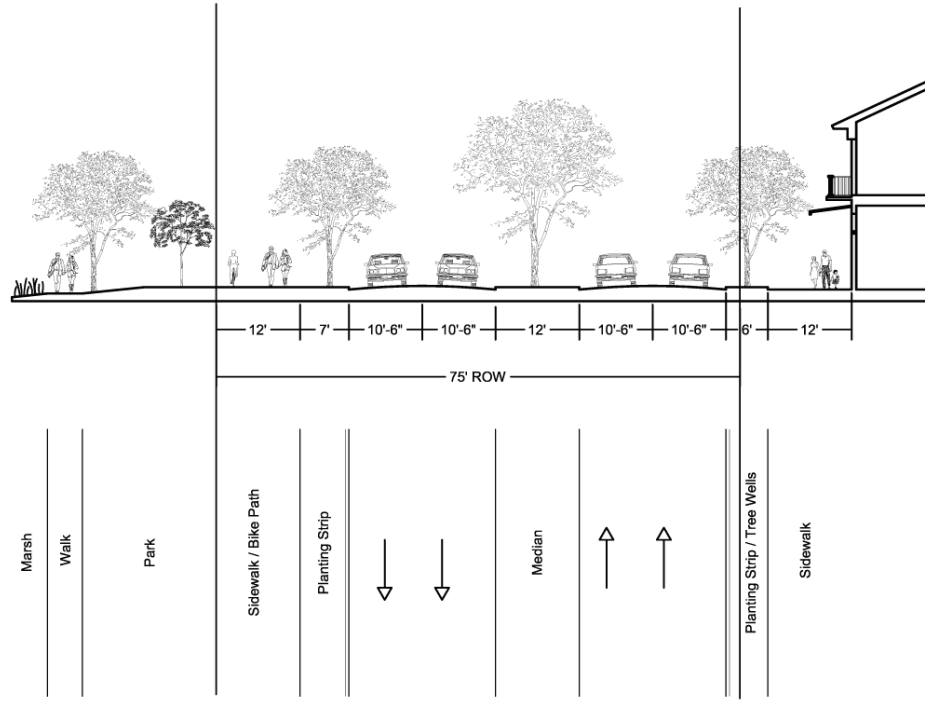 12' 7' 10'-6" 10'-6" 12' 10'-6" 10'-6" 6' 12'
75' ROW
Marsh
Walk
Park
Sidewalk / Bike Path
Planting Strip
Median
Planting Strip / Tree Wells
Sidewalk